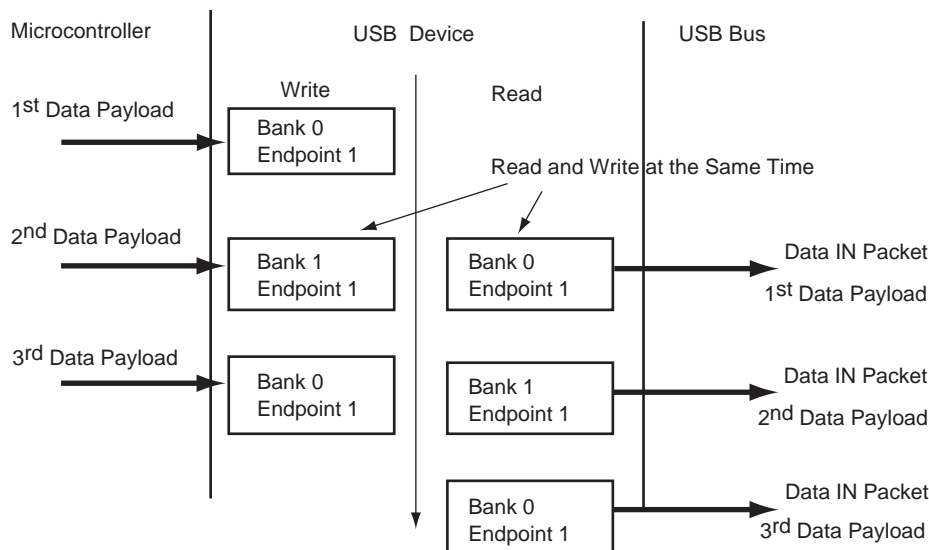 Microcontroller
USB Device
USB Bus
Write
Read
1st Data Payload
Bank 0
Endpoint 1
Read and Write at the Same Time
2nd Data Payload
Bank 1
Endpoint 1
Bank 0
Endpoint 1
Data IN Packet
1st Data Payload
3rd Data Payload
Bank 0
Endpoint 1
Bank 1
Endpoint 1
Data IN Packet
2nd Data Payload
Bank 0
Endpoint 1
Data IN Packet
3rd Data Payload